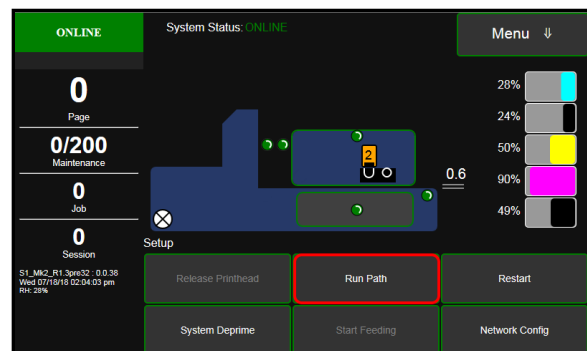 ONLINE
System Status: ONLINE
Menu ⇓
0
Page
0/200
Maintenance
0
Job
0
Session
S1_Mk2_R1.3pre32 : 0.0.38
Wed 07/18/18 02:04:03 pm
RH: 28%
2
0.6
28%
24%
50%
90%
49%
Setup
Release Printhead
Run Path
Restart
System Deprime
Start Feeding
Network Config